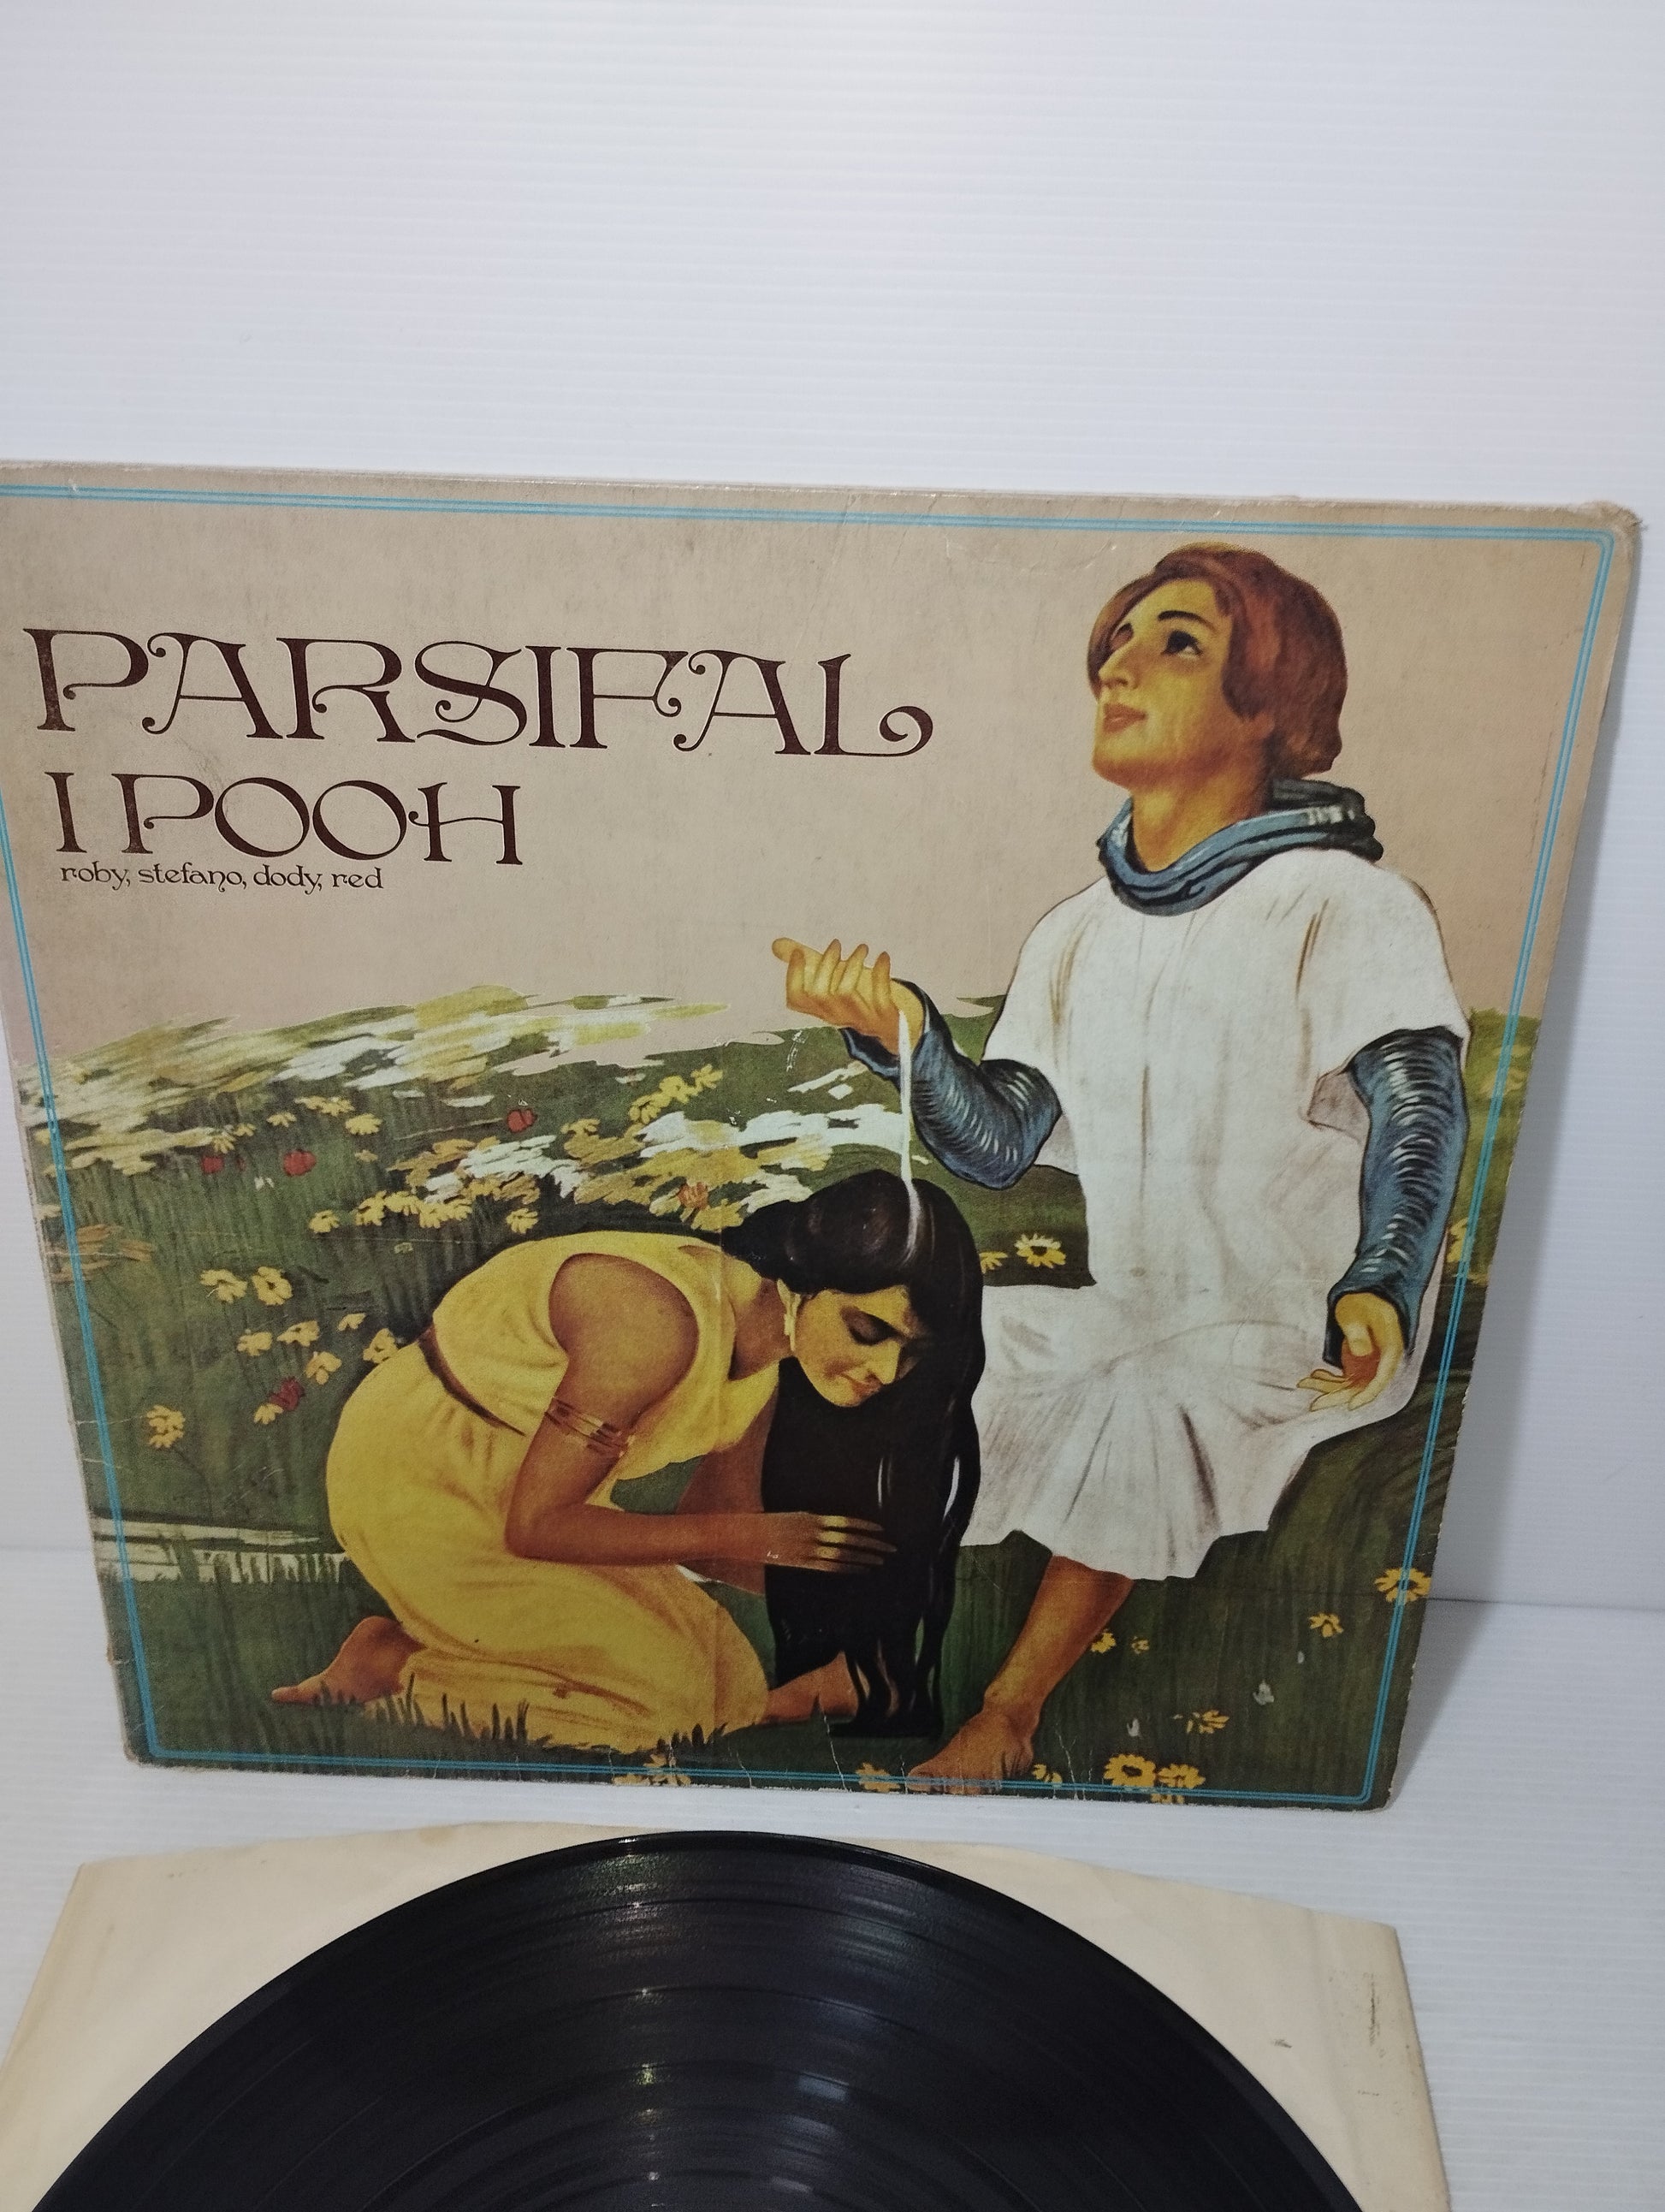 PARSIFAL
I POOH
roby, stefano, dody, red